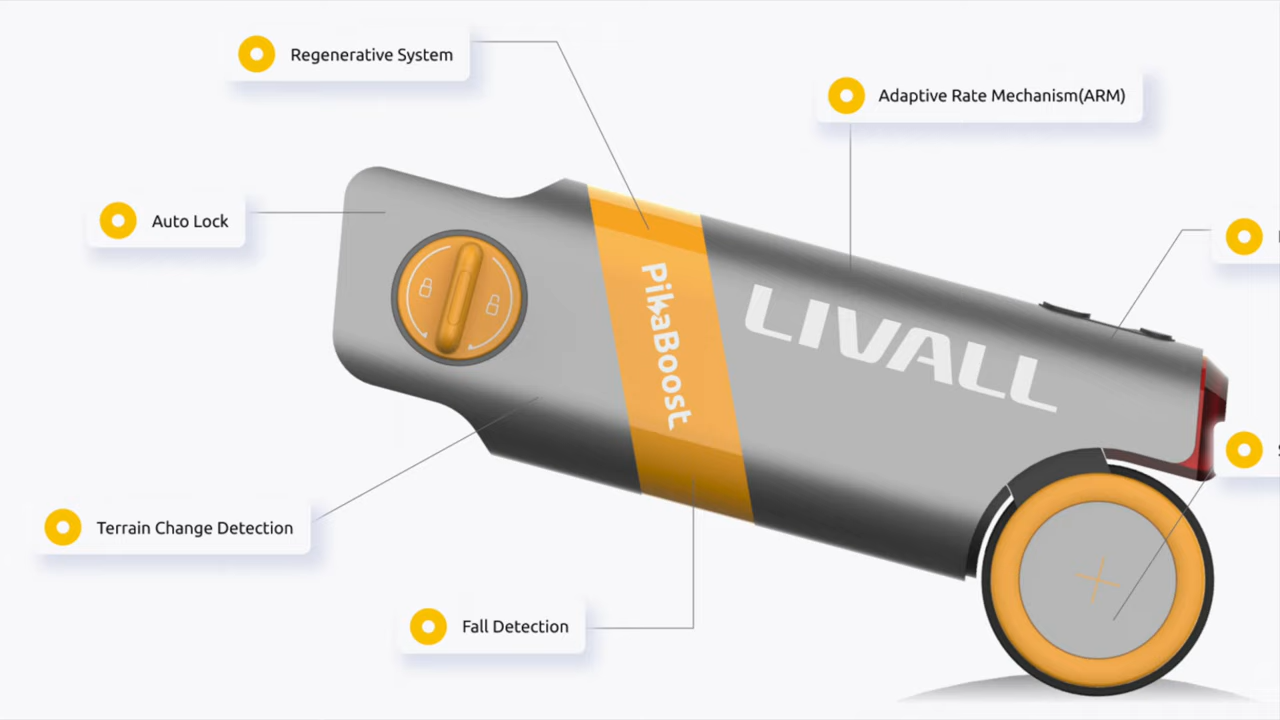 Regenerative System
Adaptive Rate Mechanism(ARM)
Auto Lock
PikaBoost
LIVALL
Terrain Change Detection
Fall Detection